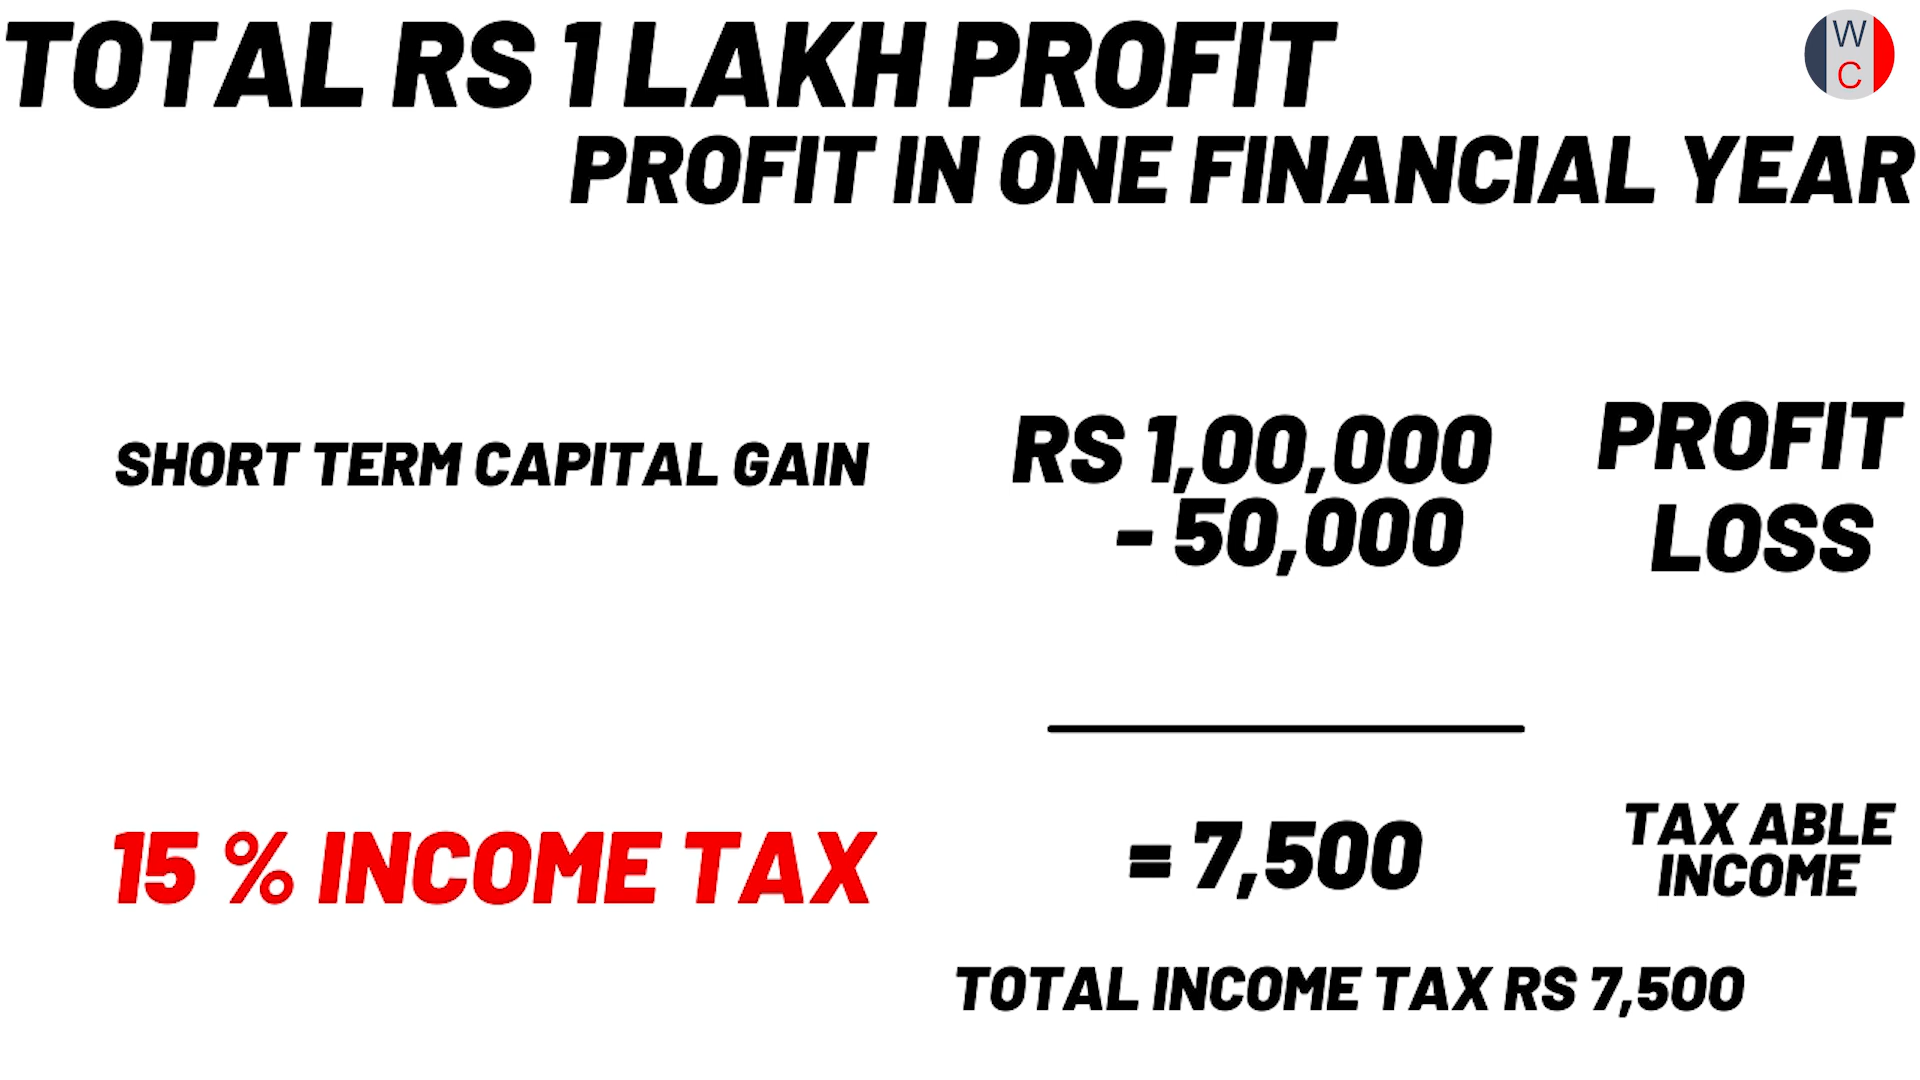 TOTAL RS 1 LAKH PROFIT
W
C
PROFIT IN ONE FINANCIAL YEAR
SHORT TERM CAPITAL GAIN
RS 1,00,000
PROFIT
- 50,000
LOSS
15 % INCOME TAX
= 7,500
TAX ABLE
INCOME
TOTAL INCOME TAX RS 7,500